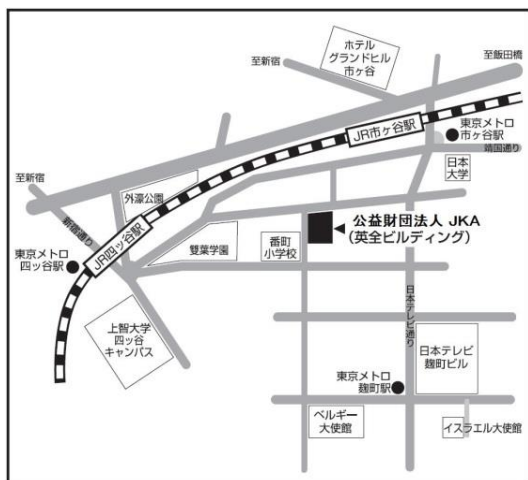 ホテル
グランドヒル
市ヶ谷
至新宿
至飯田橋
JR市ヶ谷駅
東京メトロ
市ヶ谷駅
靖国通り
日本
大学
至新宿
外濠公園
新宿通り
JR四ッ谷駅
東京メトロ
四ッ谷駅
雙葉学園
番町
小学校
公益財団法人 JKA
(英全ビルディング)
上智大学
四ッ谷
キャンパス
日本テレビ通り
日本テレビ
麹町ビル
東京メトロ
麹町駅
ベルギー
大使館
イスラエル大使館